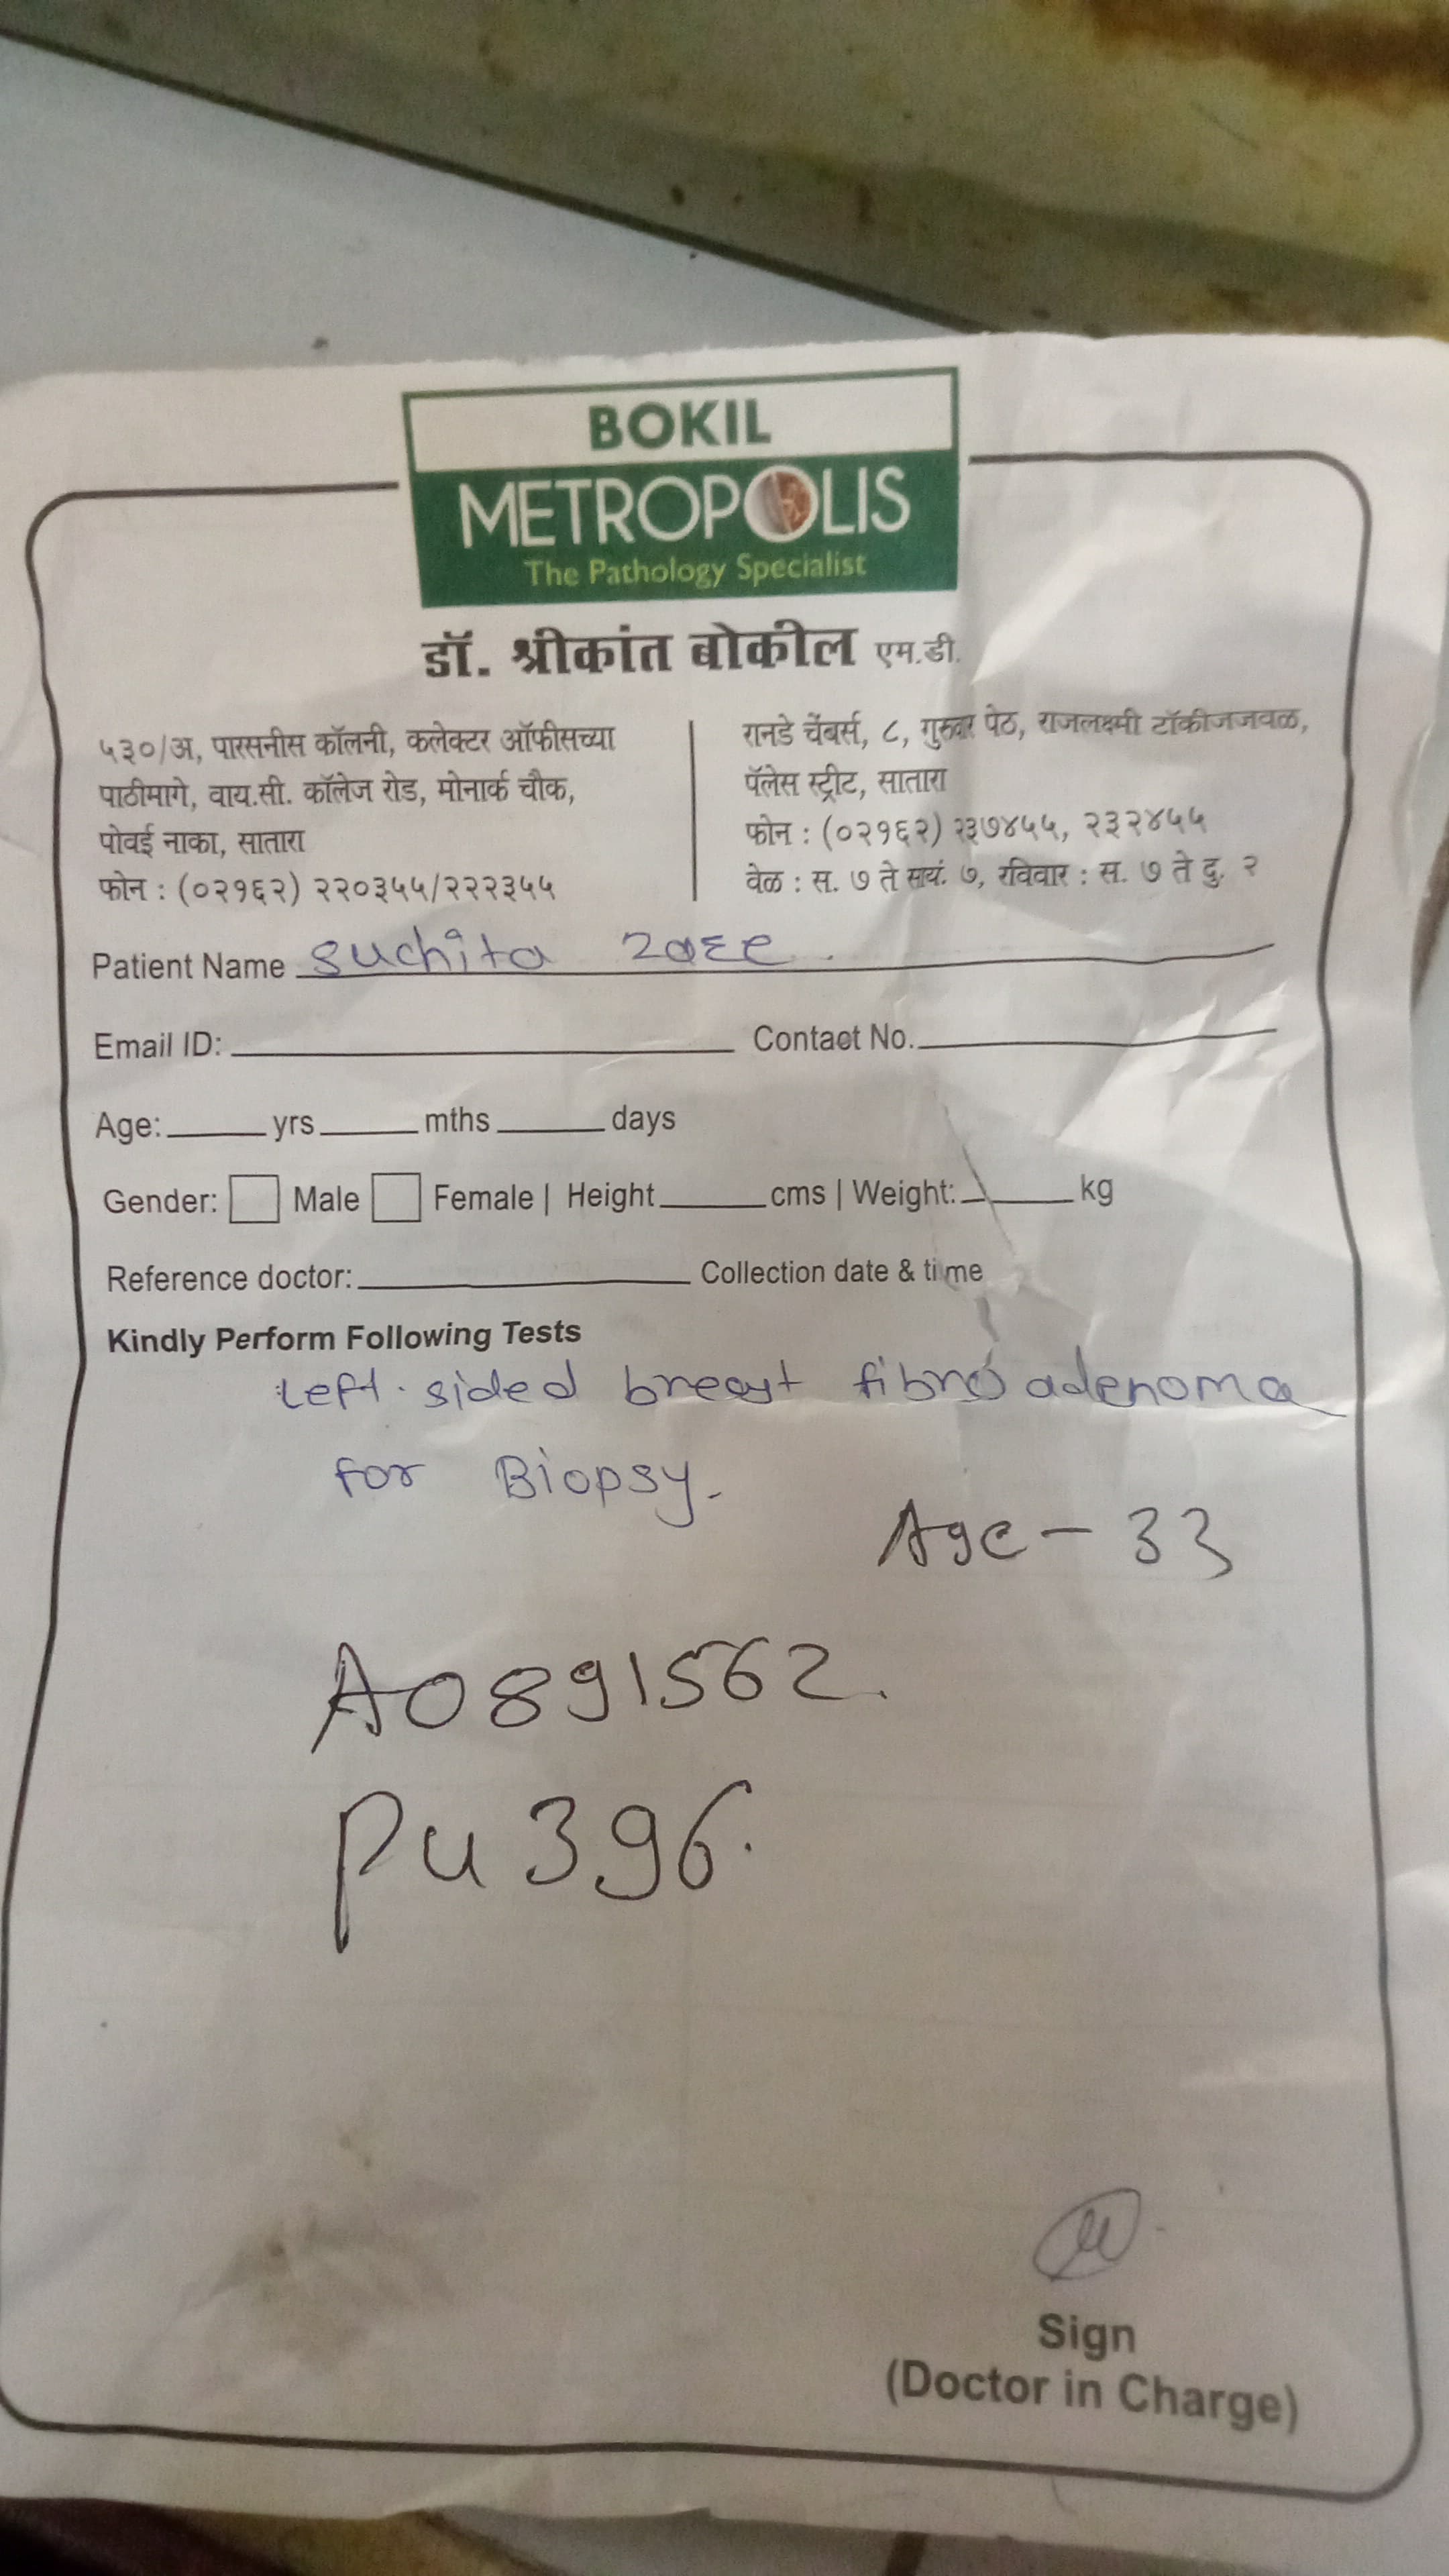 BOKIL
METROPOLIS
The Pathology Specialist
डॉ. श्रीकांत बोकील एम.डी.
५३०/अ, पारसनीस कॉलनी, कलेक्टर ऑफीसच्या
पाठीमागे, वाय.सी. कॉलेज रोड, मोनार्क चौक,
पोवई नाका, सातारा
फोन : (०२१६२) २२०३५५/२२२३५५
रानडे चेंबर्स, ८, गुरुवार पेठ, राजलक्ष्मी टॉकीजजवळ,
पॅलेस स्ट्रीट, सातारा
फोन : (०२१६२) २३७४५५, २३२४५५
वेळ : स. ७ ते सायं. ७, रविवार : स. ७ ते दु. २
Patient Name Suchita
Email ID: Contact No.
Age: yrs mths days
Gender: Male Female | Height cms | Weight: kg
Reference doctor: Collection date & time
Kindly Perform Following Tests
Left sided breast fibroadenoma
for Biopsy.
Age - 33
A0891562.
Pu 396.
Sign
(Doctor in Charge)